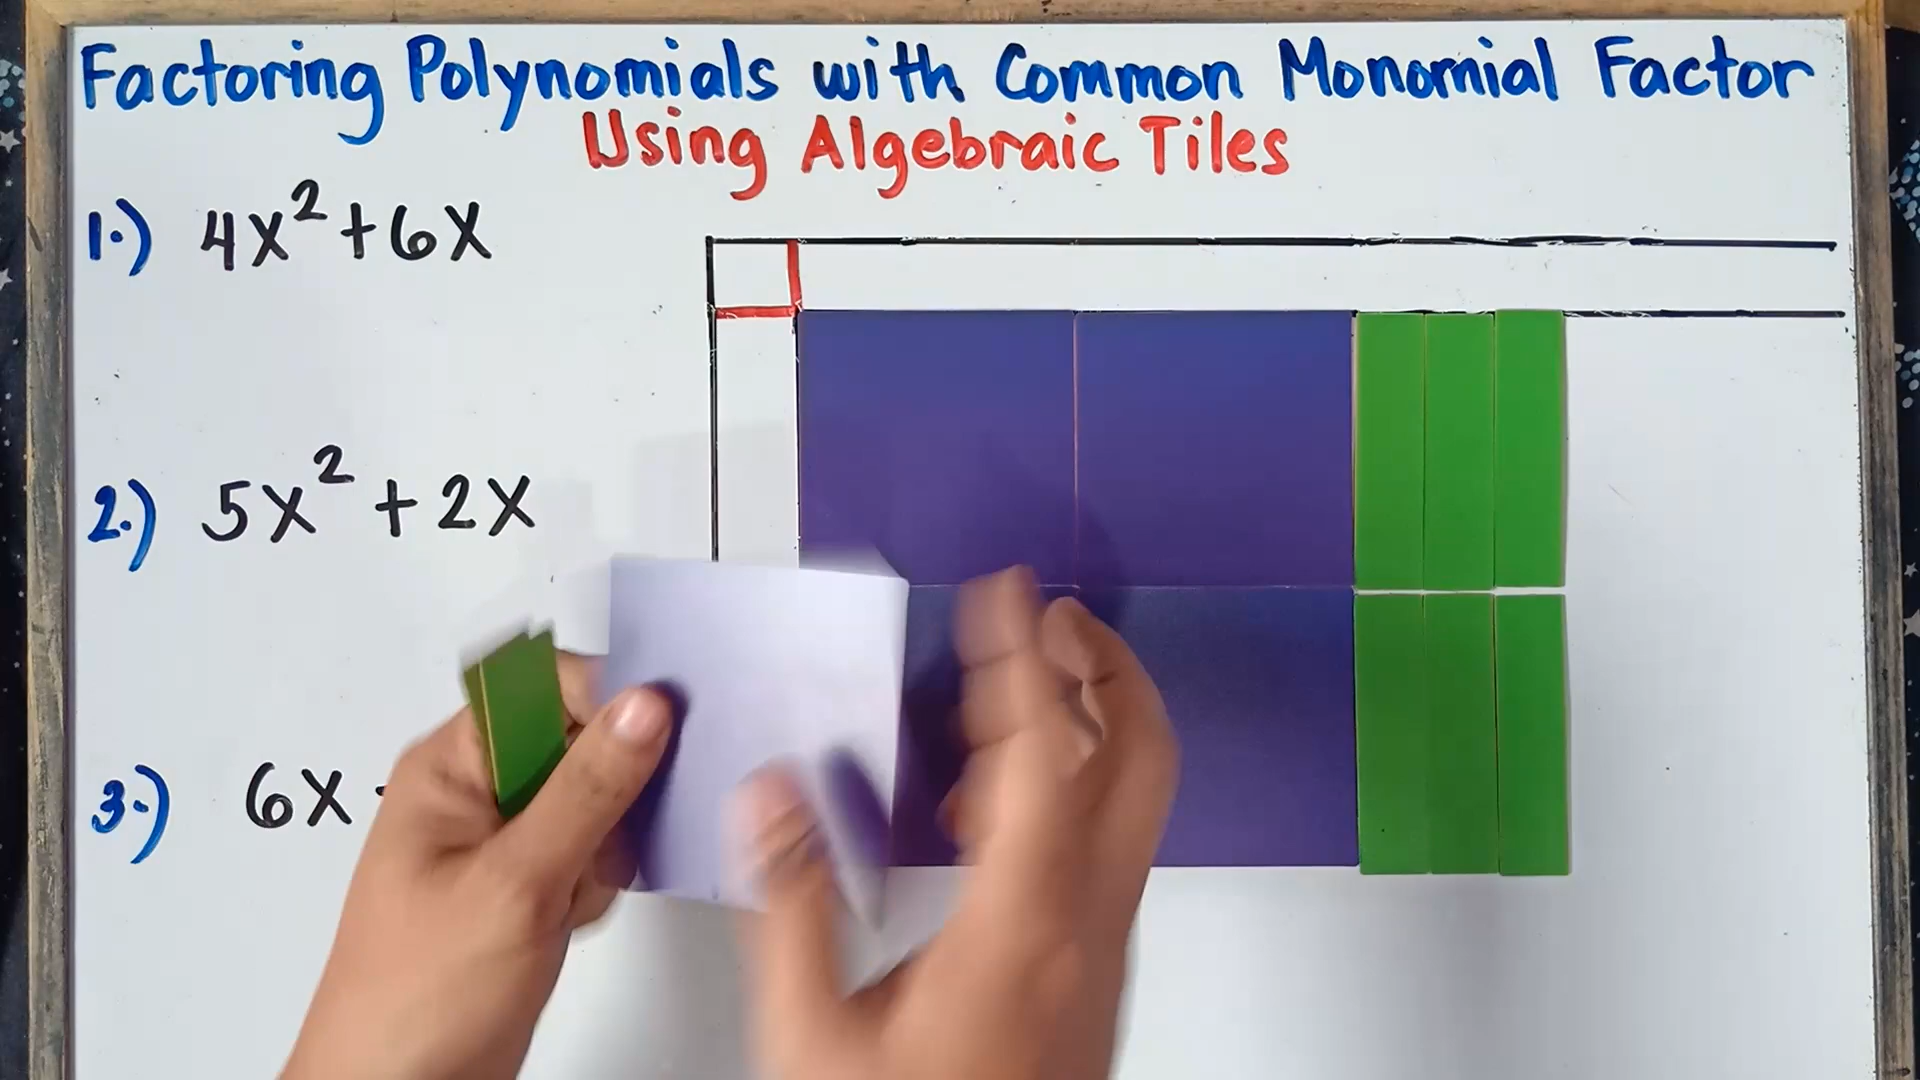 Factoring Polynomials with Common Monomial Factor
Using Algebraic Tiles
1.) 4x² + 6x
2.) 5x² + 2x
3.) 6x -